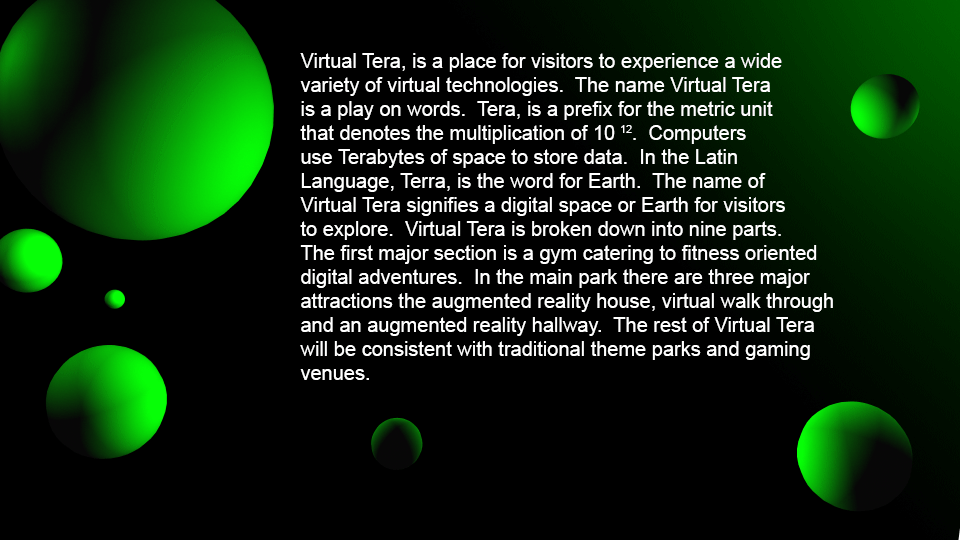 Virtual Tera, is a place for visitors to experience a wide
variety of virtual technologies.  The name Virtual Tera
is a play on words.  Tera, is a prefix for the metric unit
that denotes the multiplication of 10 ¹².  Computers
use Terabytes of space to store data.  In the Latin
Language, Terra, is the word for Earth.  The name of
Virtual Tera signifies a digital space or Earth for visitors
to explore.  Virtual Tera is broken down into nine parts.
The first major section is a gym catering to fitness oriented
digital adventures.  In the main park there are three major
attractions the augmented reality house, virtual walk through
and an augmented reality hallway.  The rest of Virtual Tera
will be consistent with traditional theme parks and gaming
venues.